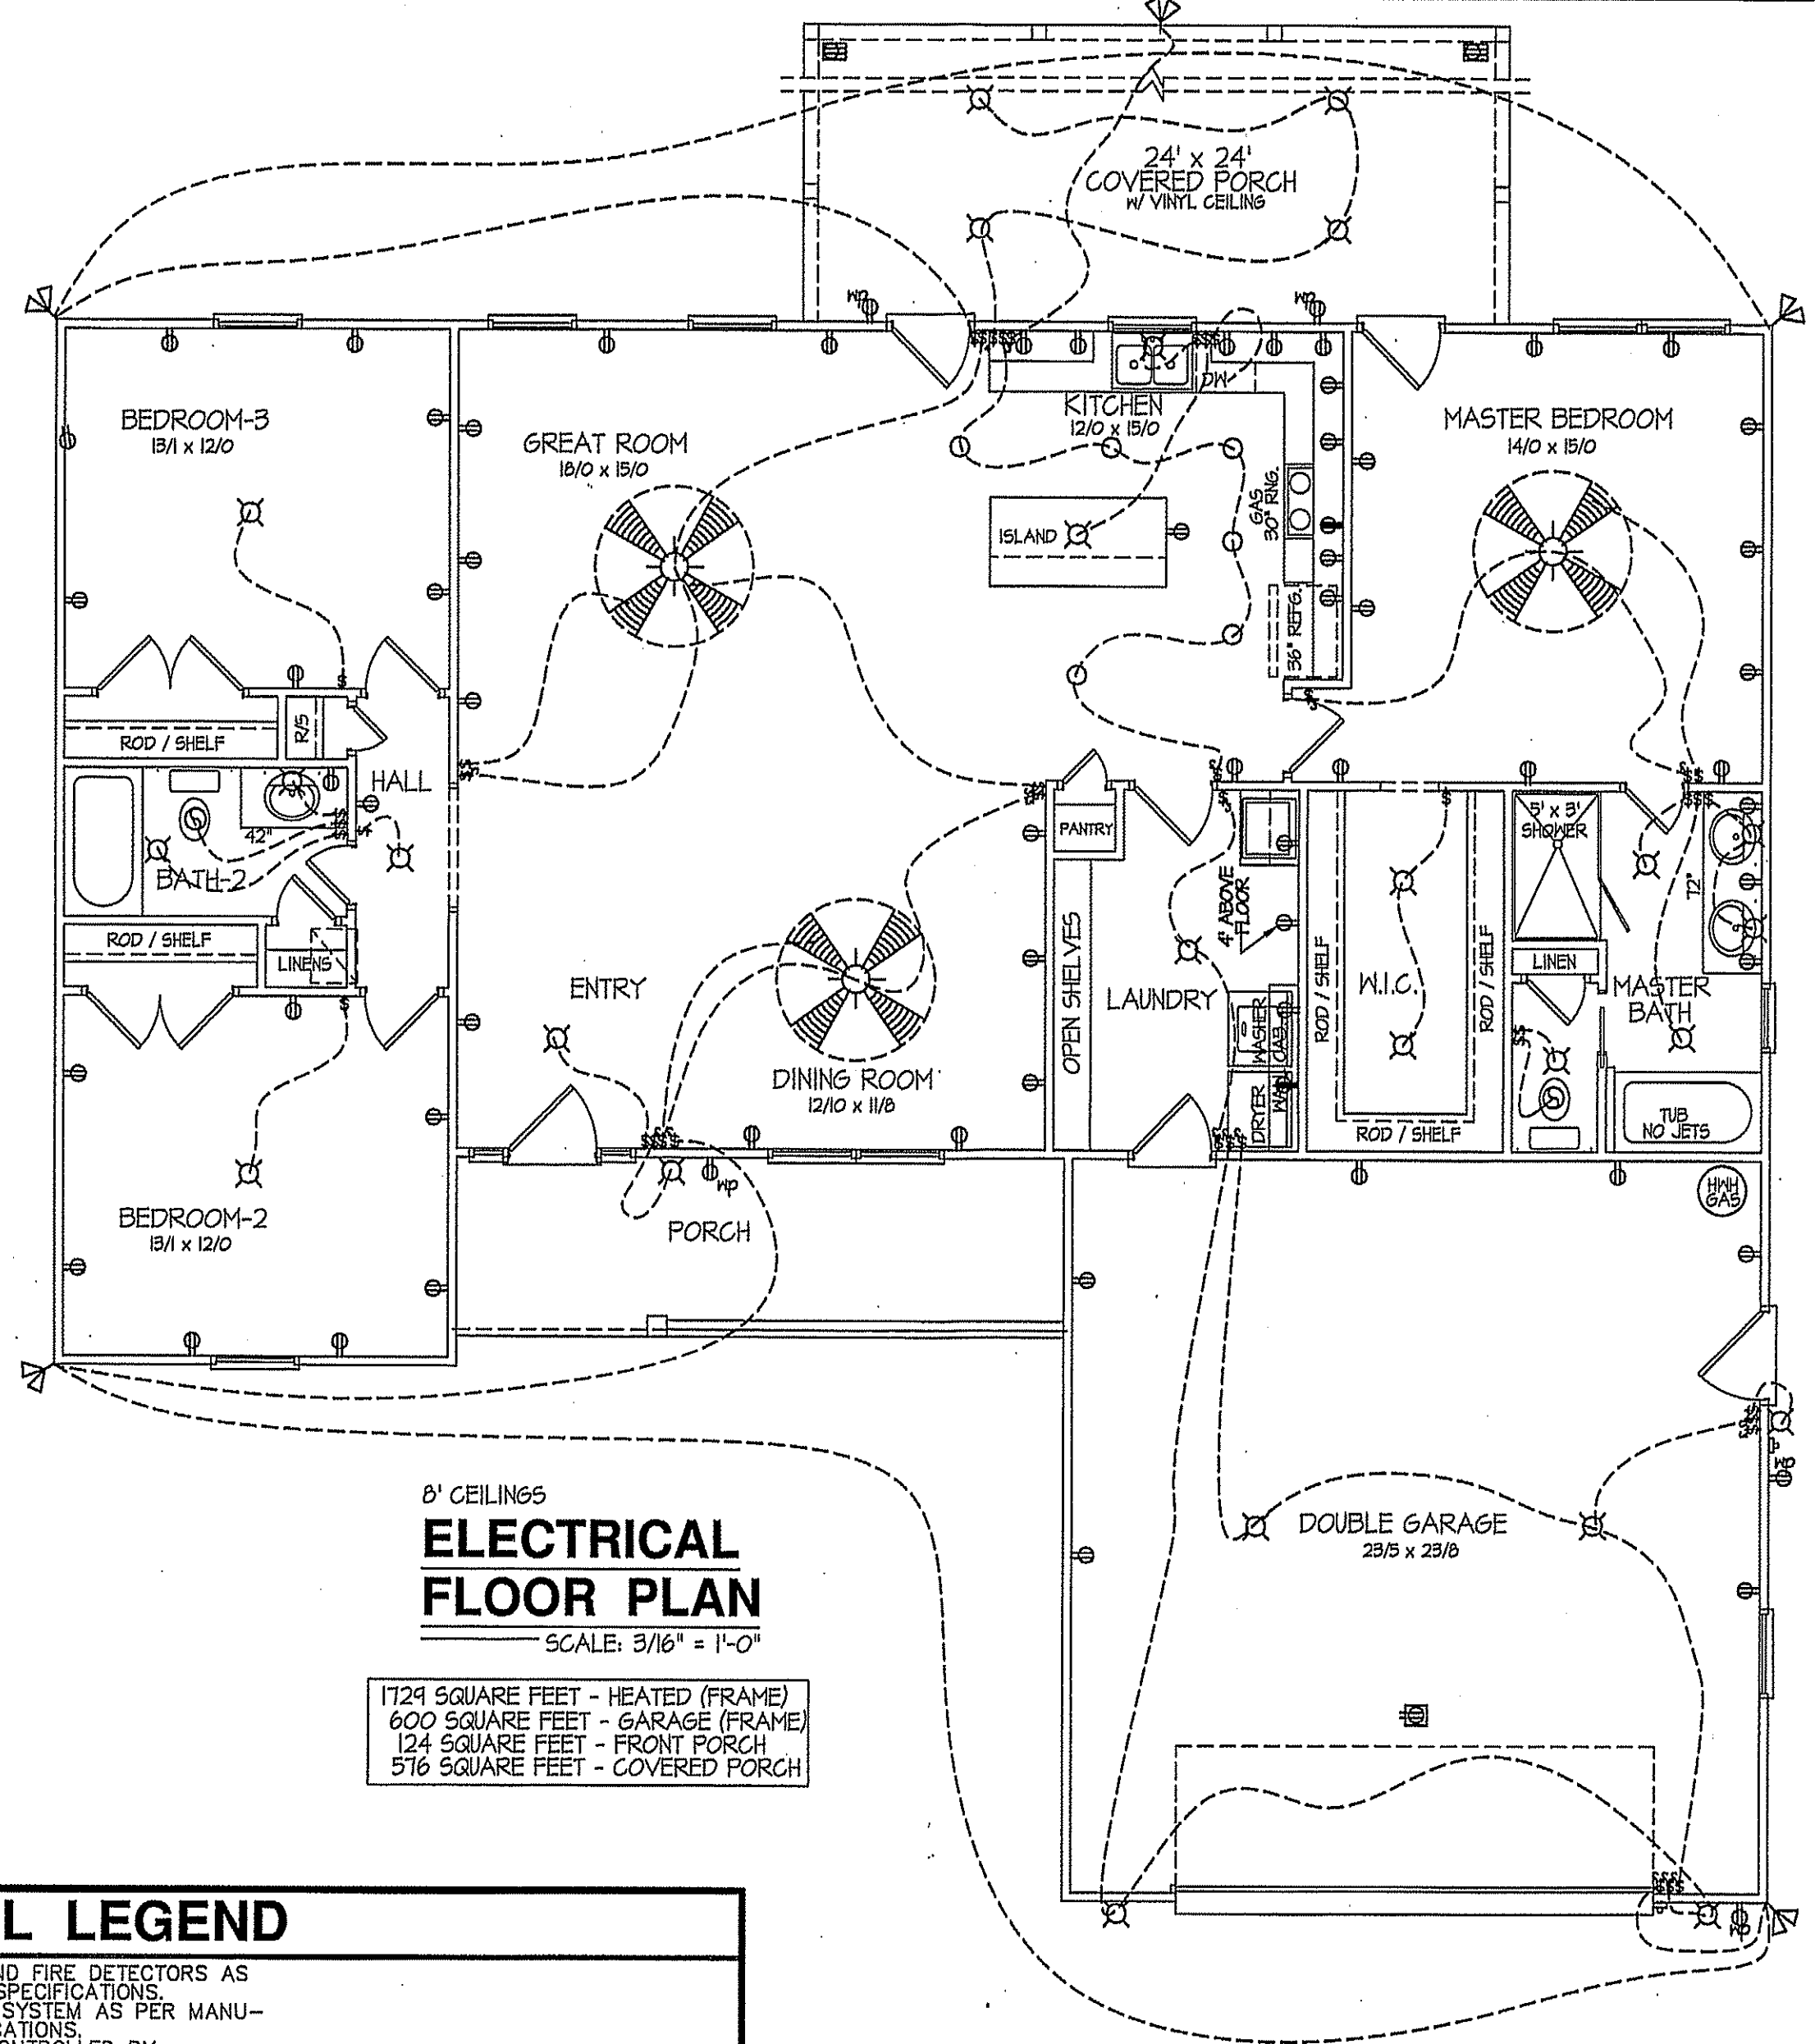 24' x 24'
COVERED PORCH
W/ VINYL CEILING
WP
WP
BEDROOM-3
13/1 x 12/0
GREAT ROOM
18/0 x 15/0
DW
KITCHEN
12/0 x 15/0
MASTER BEDROOM
14/0 x 15/0
ISLAND
GAS
30" RNG.
36" REFG.
ROD / SHELF
R/S
HALL
42"
BATH-2
PANTRY
5' x 3'
SHOWER
72"
4' ABOVE
FLOOR
ROD / SHELF
LINENS
ENTRY
OPEN SHELVES
LAUNDRY
ROD / SHELF
W.I.C.
ROD / SHELF
LINEN
MASTER
BATH
WASHER
DRYER
WALL CAB.
DINING ROOM
12/10 x 11/8
ROD / SHELF
TUB
NO JETS
WP
PORCH
HWH
GAS
BEDROOM-2
13/1 x 12/0
WP
8' CEILINGS
ELECTRICAL
FLOOR PLAN
SCALE: 3/16" = 1'-0"
DOUBLE GARAGE
23/5 x 23/8
1729 SQUARE FEET - HEATED (FRAME)
600 SQUARE FEET - GARAGE (FRAME)
124 SQUARE FEET - FRONT PORCH
576 SQUARE FEET - COVERED PORCH
WP
L LEGEND
ND FIRE DETECTORS AS
SPECIFICATIONS.
SYSTEM AS PER MANU-
CATIONS.